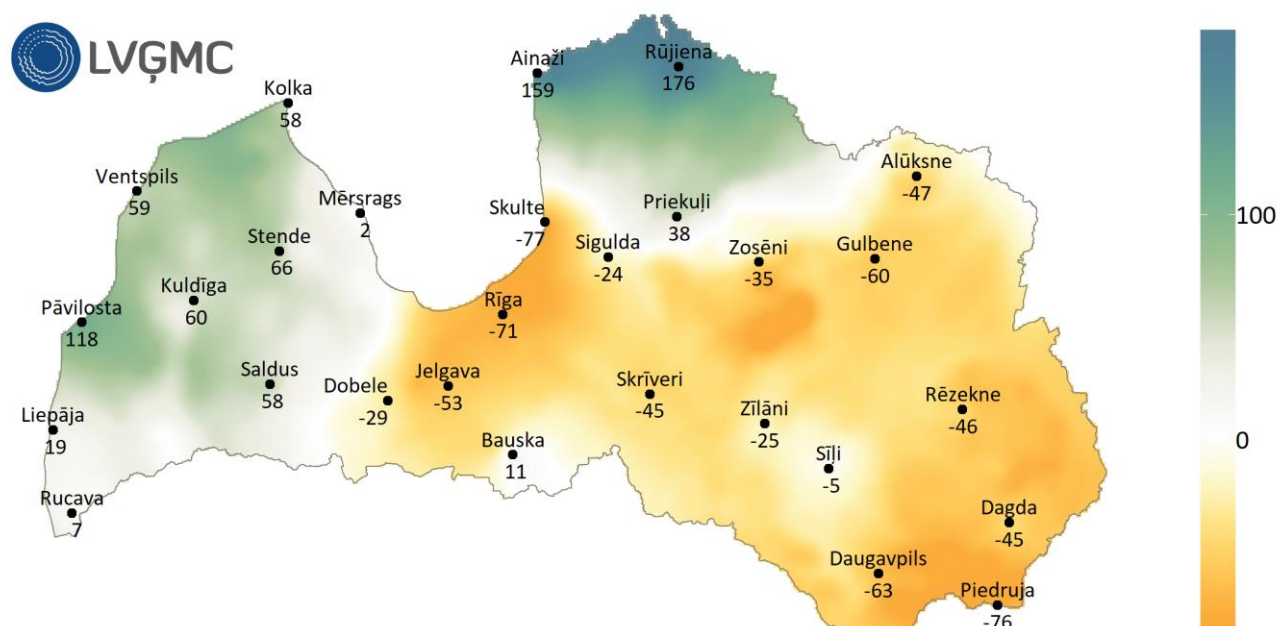 LVĢMC
Ainaži
159
Rūjiena
176
Kolka
58
Alūksne
-47
Ventspils
59
Mērsrags
2
Skulte
-77
Priekuļi
38
100
Stende
66
Sigulda
-24
Zosēni
-35
Gulbene
-60
Kuldīga
60
Pāvilosta
118
Rīga
-71
Saldus
58
Dobele
-29
Jelgava
-53
Skrīveri
-45
Rēzekne
-46
Zīlāni
-25
Liepāja
19
Bauska
11
Sīļi
-5
0
Rucava
7
Dagda
-45
Daugavpils
-63
Piedruja
-76